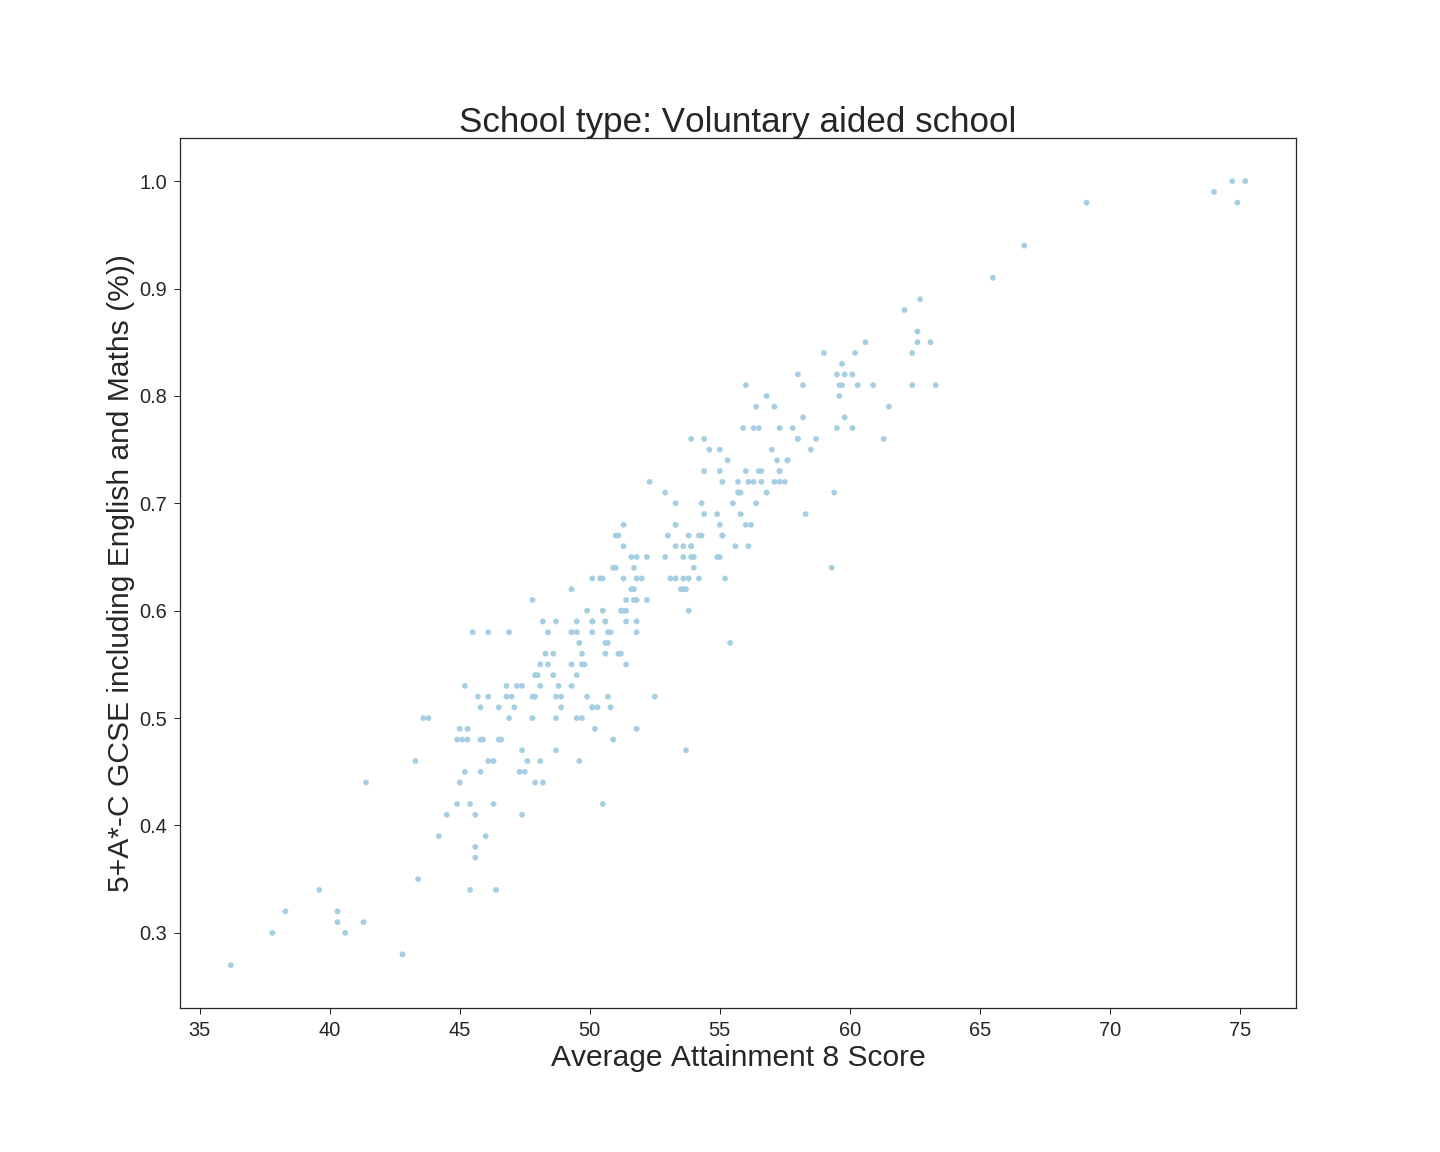 School type: Voluntary aided school
5+A*-C GCSE including English and Maths (%))
1.0
0.9
0.8
0.7
0.6
0.5
0.4
0.3
35 40 45 50 55 60 65 70 75
Average Attainment 8 Score